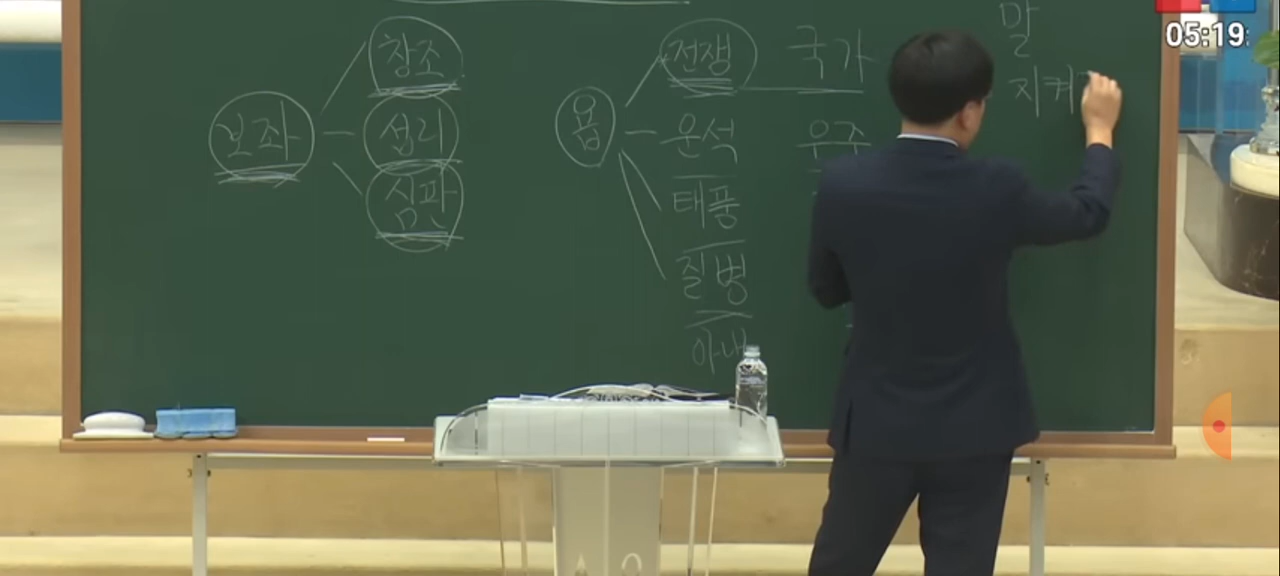 창조
보좌 섭리
심판
욥 전쟁 국가
운석 우주
태풍
질병
아내
말
지켜
05:19